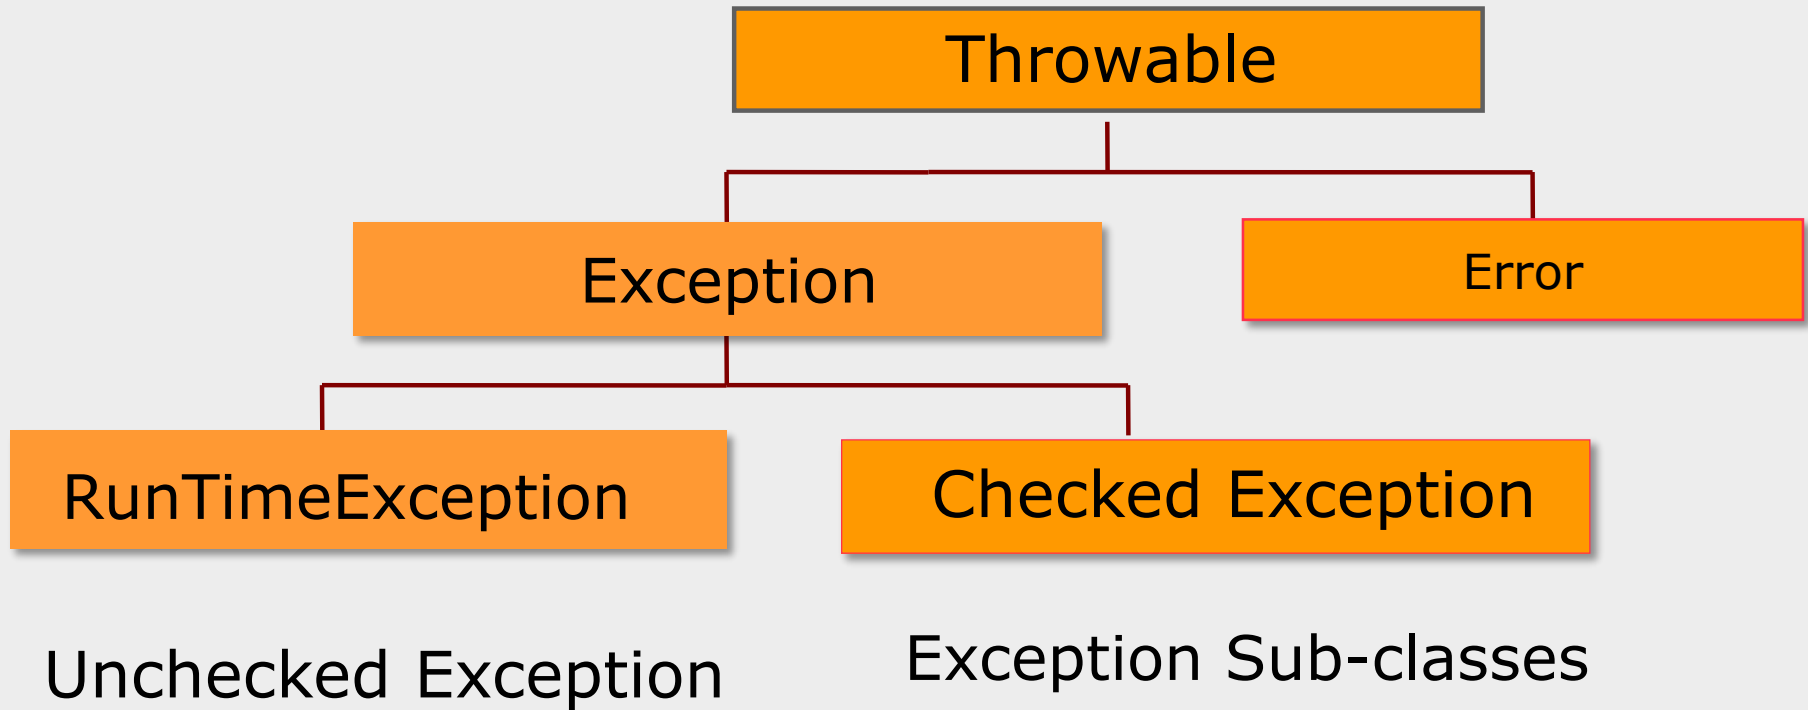 Throwable
Exception
Error
RunTimeException
Checked Exception
Unchecked Exception
Exception Sub-classes